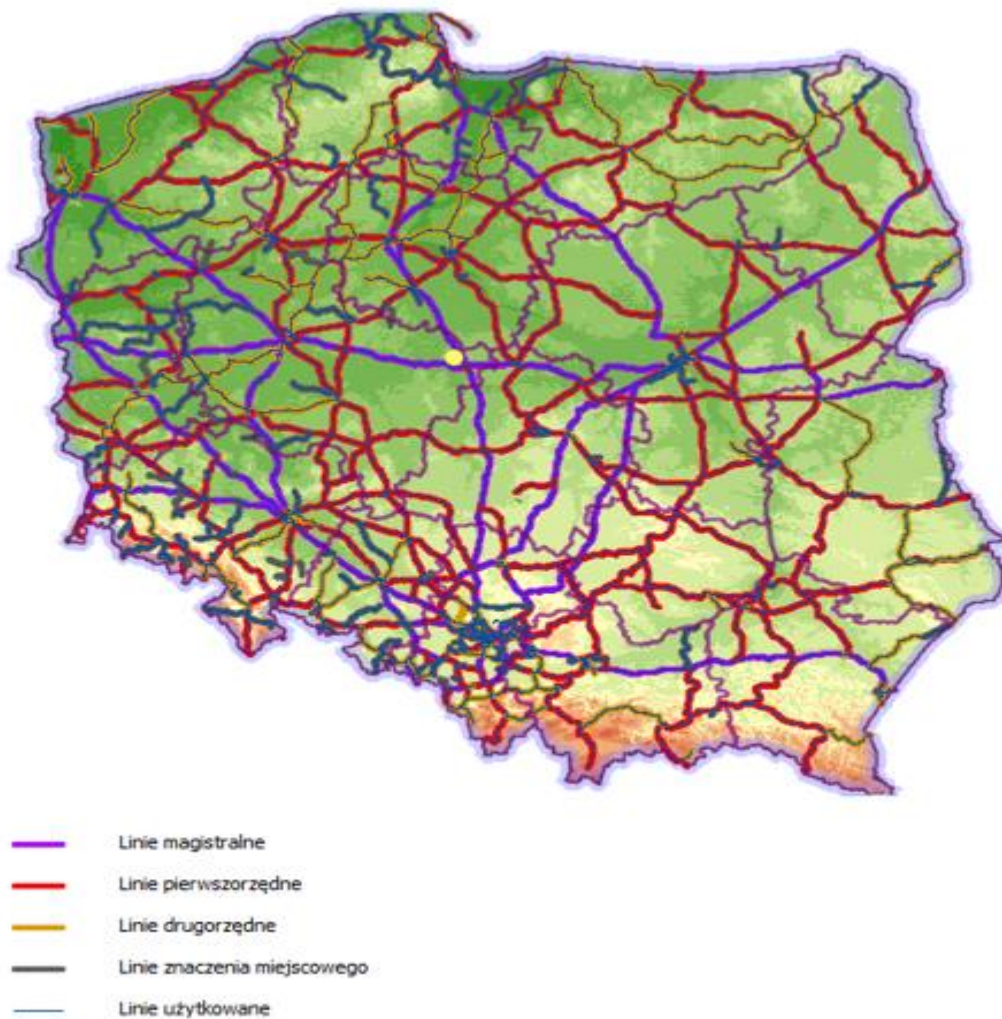 Linie magistralne
Linie pierwszorzędne
Linie drugorzędne
Linie znaczenia miejscowego
Linie użytkowane